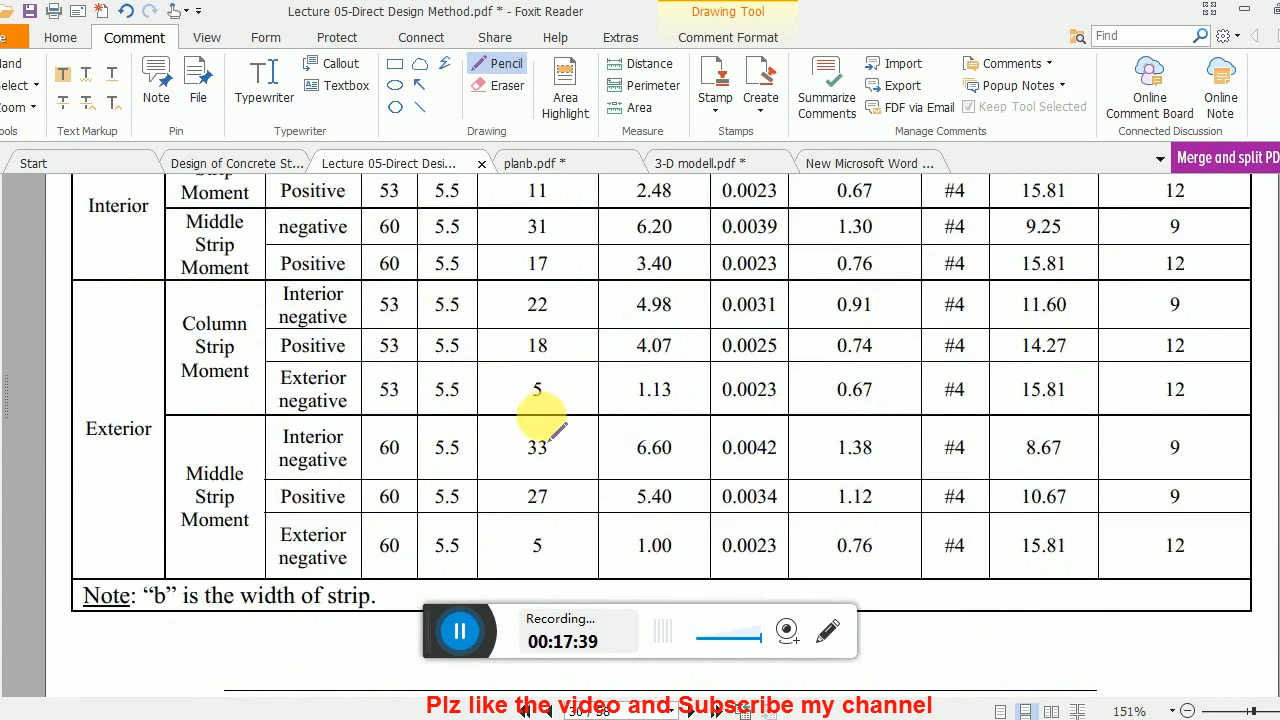 Lecture 05-Direct Design Method.pdf * - Foxit Reader
Drawing Tool
Home Comment View Form Protect Connect Share Help Extras Comment Format
Find
Note File
Typewriter
Callout
Textbox
Pencil
Area Highlight
Distance
Perimeter
Area
Stamp Create
Summarize Comments
Import
Export
FDF via Email
Comments
Popup Notes
Keep Tool Selected
Online Comment Board
Online Note
Text Markup Pin Typewriter Drawing Measure Stamps Manage Comments Connected Discussion
Start Design of Concrete St... Lecture 05-Direct Desi... planb.pdf * 3-D modell.pdf * New Microsoft Word ...
Merge and split PD
Interior
Moment Positive 53 5.5 11 2.48 0.0023 0.67 #4 15.81 12
Middle Strip Moment
negative 60 5.5 31 6.20 0.0039 1.30 #4 9.25 9
Positive 60 5.5 17 3.40 0.0023 0.76 #4 15.81 12
Exterior
Column Strip Moment
Interior negative 53 5.5 22 4.98 0.0031 0.91 #4 11.60 9
Positive 53 5.5 18 4.07 0.0025 0.74 #4 14.27 12
Exterior negative 53 5.5 5 1.13 0.0023 0.67 #4 15.81 12
Middle Strip Moment
Interior negative 60 5.5 33 6.60 0.0042 1.38 #4 8.67 9
Positive 60 5.5 27 5.40 0.0034 1.12 #4 10.67 9
Exterior negative 60 5.5 5 1.00 0.0023 0.76 #4 15.81 12
Note: “b” is the width of strip.
Recording...
00:17:39
Plz like the video and Subscribe my channel
151%